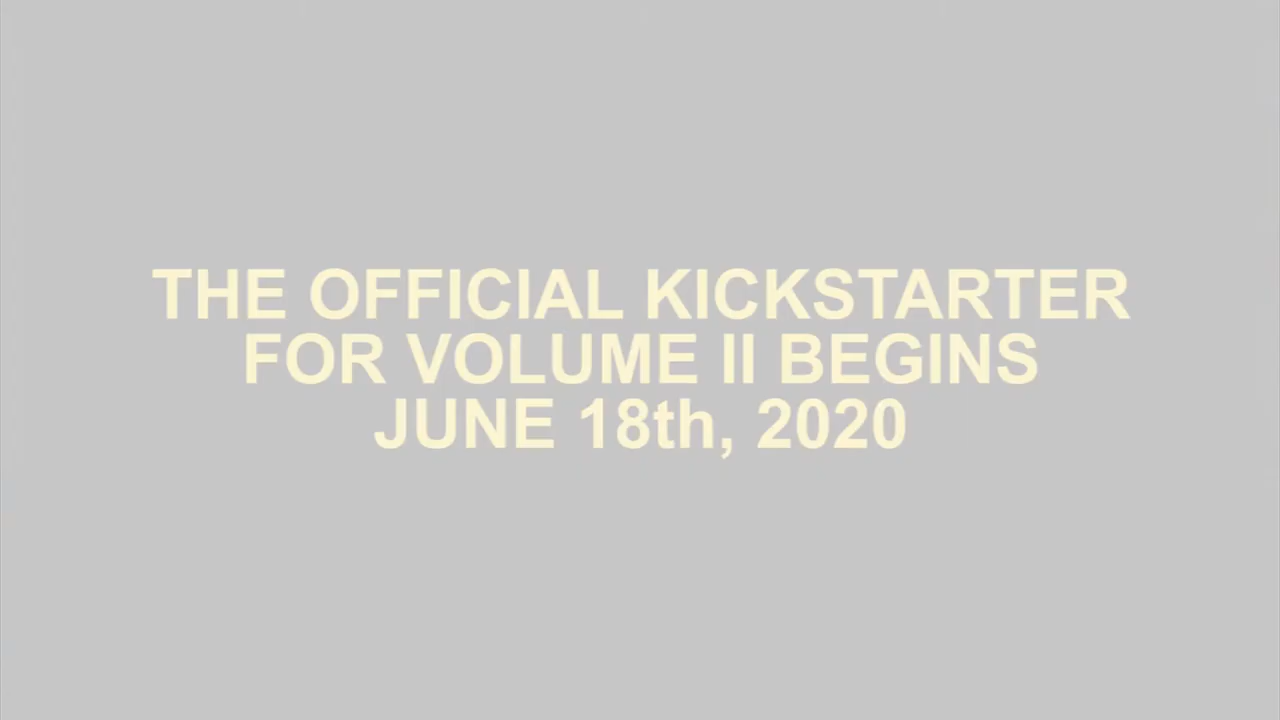 THE OFFICIAL KICKSTARTER
FOR VOLUME II BEGINS
JUNE 18th, 2020